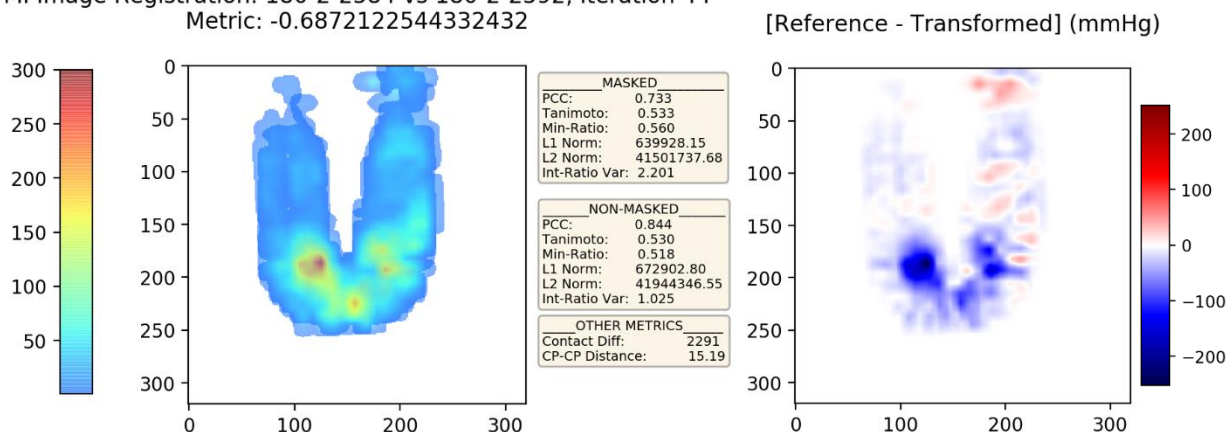 Metric: -0.6872122544332432
[Reference - Transformed] (mmHg)
300
250
200
150
100
50
0
50
100
150
200
250
300
0
100
200
300
MASKED
PCC: 0.733
Tanimoto: 0.533
Min-Ratio: 0.560
L1 Norm: 639928.15
L2 Norm: 41501737.68
Int-Ratio Var: 2.201
NON-MASKED
PCC: 0.844
Tanimoto: 0.530
Min-Ratio: 0.518
L1 Norm: 672902.80
L2 Norm: 41944346.55
Int-Ratio Var: 1.025
OTHER METRICS
Contact Diff: 2291
CP-CP Distance: 15.19
0
50
100
150
200
250
300
0
100
200
300
200
100
0
−100
−200